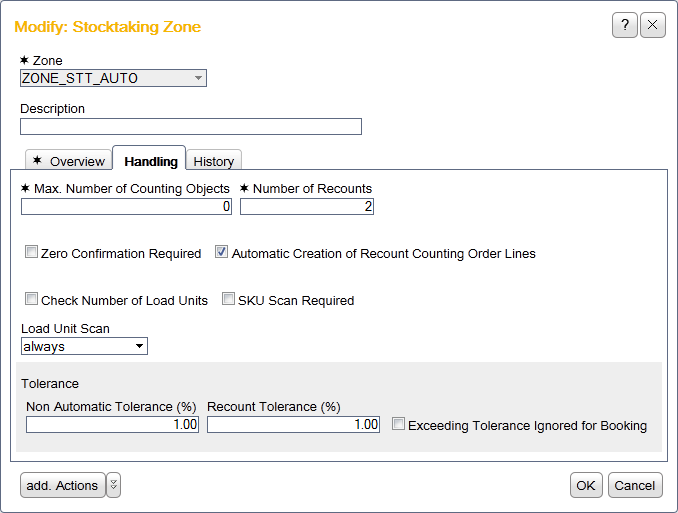 Modify: Stocktaking Zone
?
✶ Zone
ZONE_STT_AUTO
Description
✶ Overview Handling History
✶ Max. Number of Counting Objects ✶ Number of Recounts
0 2
Zero Confirmation Required Automatic Creation of Recount Counting Order Lines
Check Number of Load Units SKU Scan Required
Load Unit Scan
always
Tolerance
Non Automatic Tolerance (%) Recount Tolerance (%)
1.00 1.00 Exceeding Tolerance Ignored for Booking
add. Actions OK Cancel